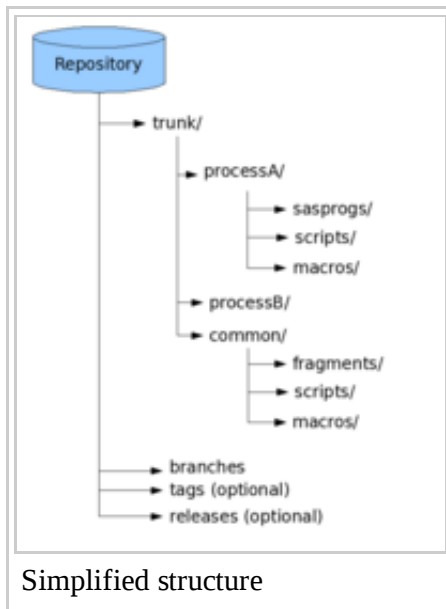 Repository
trunk/
processA/
sasprogs/
scripts/
macros/
processB/
common/
fragments/
scripts/
macros/
branches
tags (optional)
releases (optional)
Simplified structure